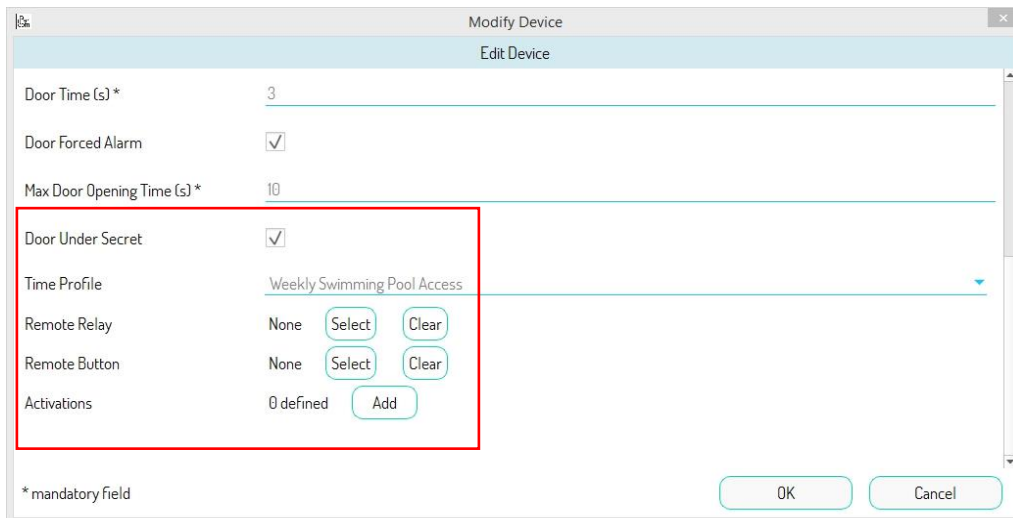 Modify Device
Edit Device
Door Time (s) * 3
Door Forced Alarm
Max Door Opening Time (s) * 10
Door Under Secret
Time Profile Weekly Swimming Pool Access
Remote Relay None Select Clear
Remote Button None Select Clear
Activations 0 defined Add
* mandatory field OK Cancel